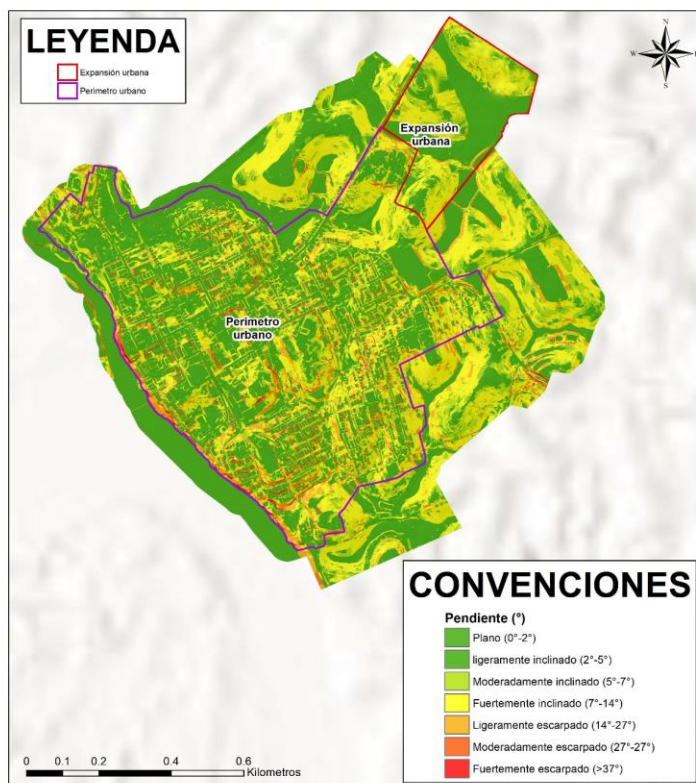 LEYENDA
Expansión urbana
Perimetro urbano
N
W
E
S
Expansión
urbana
Perimetro
urbano
CONVENCIONES
Pendiente (°)
Plano (0°-2°)
ligeramente inclinado (2°-5°)
Moderadamente inclinado (5°-7°)
Fuertemente inclinado (7°-14°)
Ligeramente escarpado (14°-27°)
Moderadamente escarpado (27°-27°)
Fuertemente escarpado (>37°)
0 0.1 0.2 0.4 0.6
Kilometros